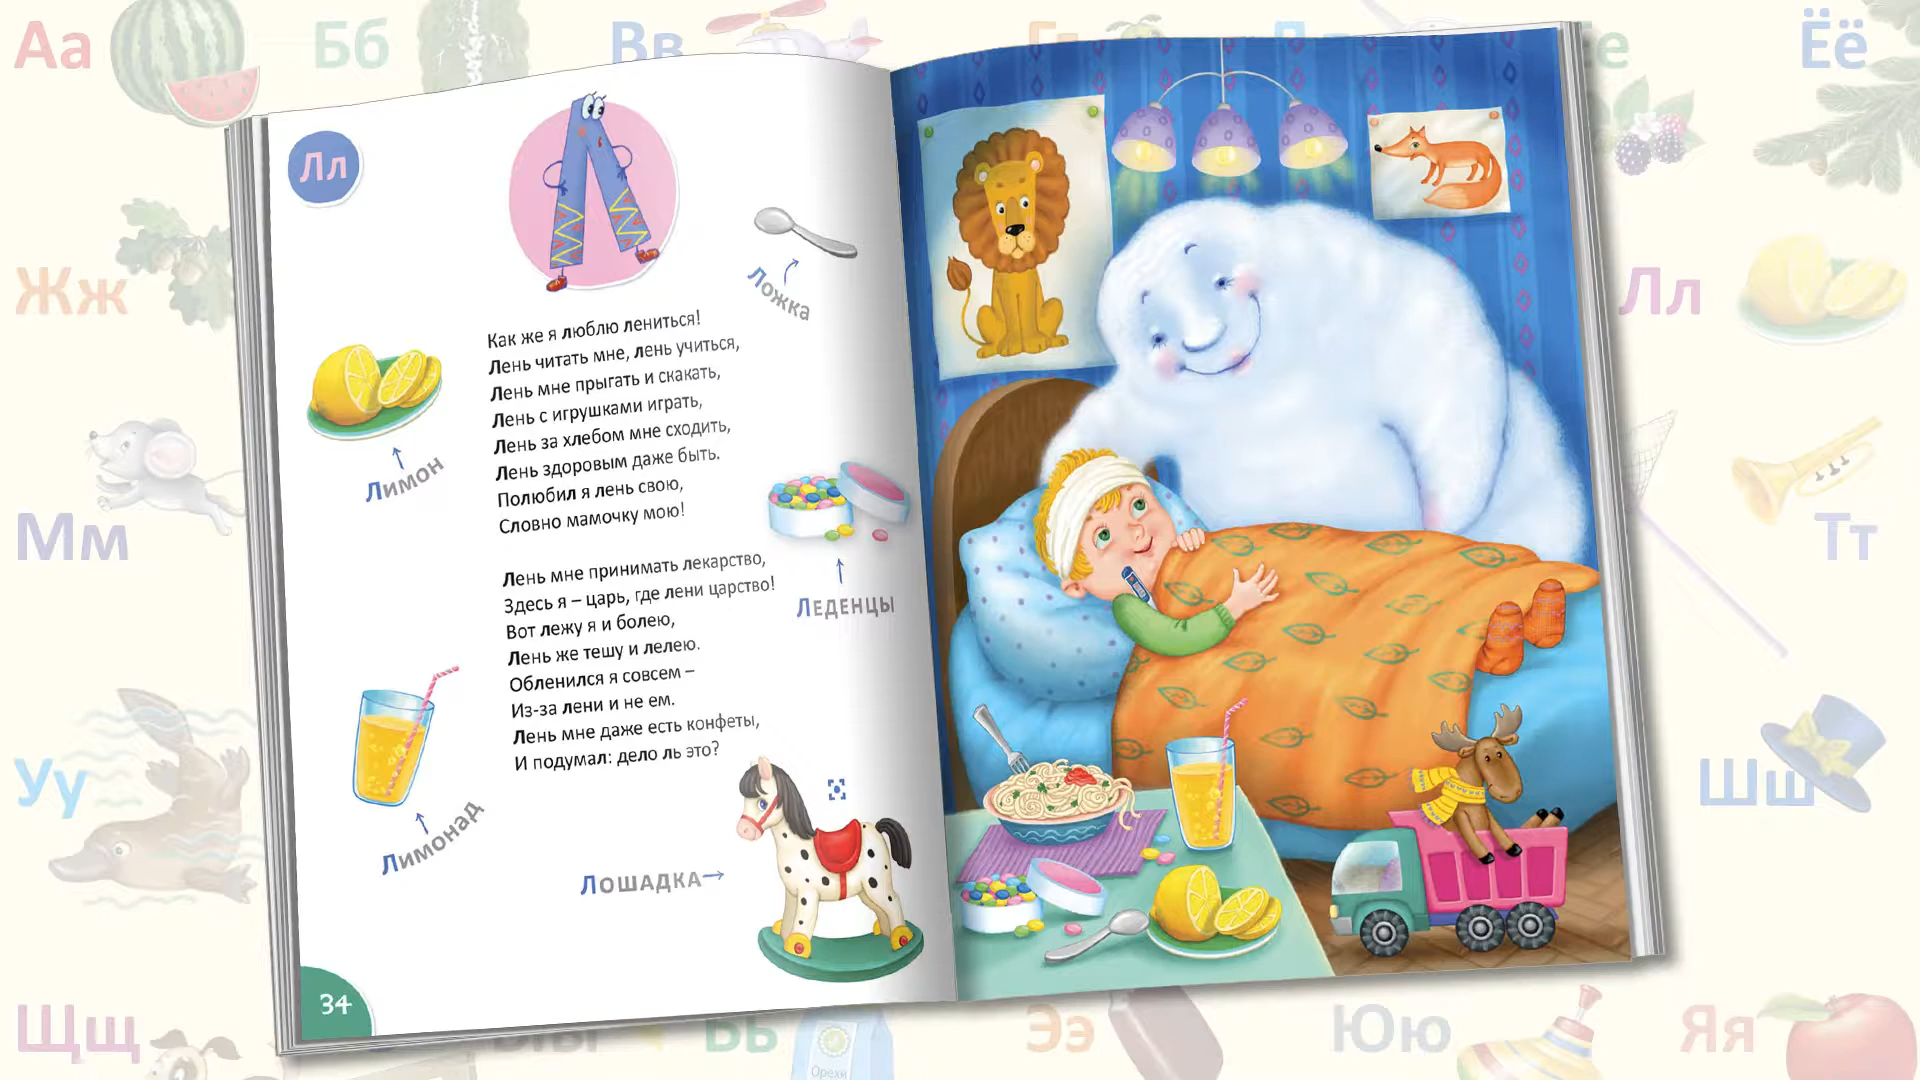 Аа
Бб
Вв
Ёё
Жж
Лл
Мм
Тт
Уу
Шш
Щщ
Ээ
Юю
Яя
Орехи
Лл
Ложка
Лимон
Как же я люблю лениться!
Лень читать мне, лень учиться,
Лень мне прыгать и скакать,
Лень с игрушками играть,
Лень за хлебом мне сходить,
Лень здоровым даже быть.
Полюбил я лень свою,
Словно мамочку мою!
Леденцы
Лень мне принимать лекарство,
Здесь я – царь, где лени царство!
Вот лежу я и болею,
Лень же тешу и лелею.
Обленился я совсем –
Из-за лени и не ем.
Лень мне даже есть конфеты,
И подумал: дело ль это?
Лимонад
Лошадка
34